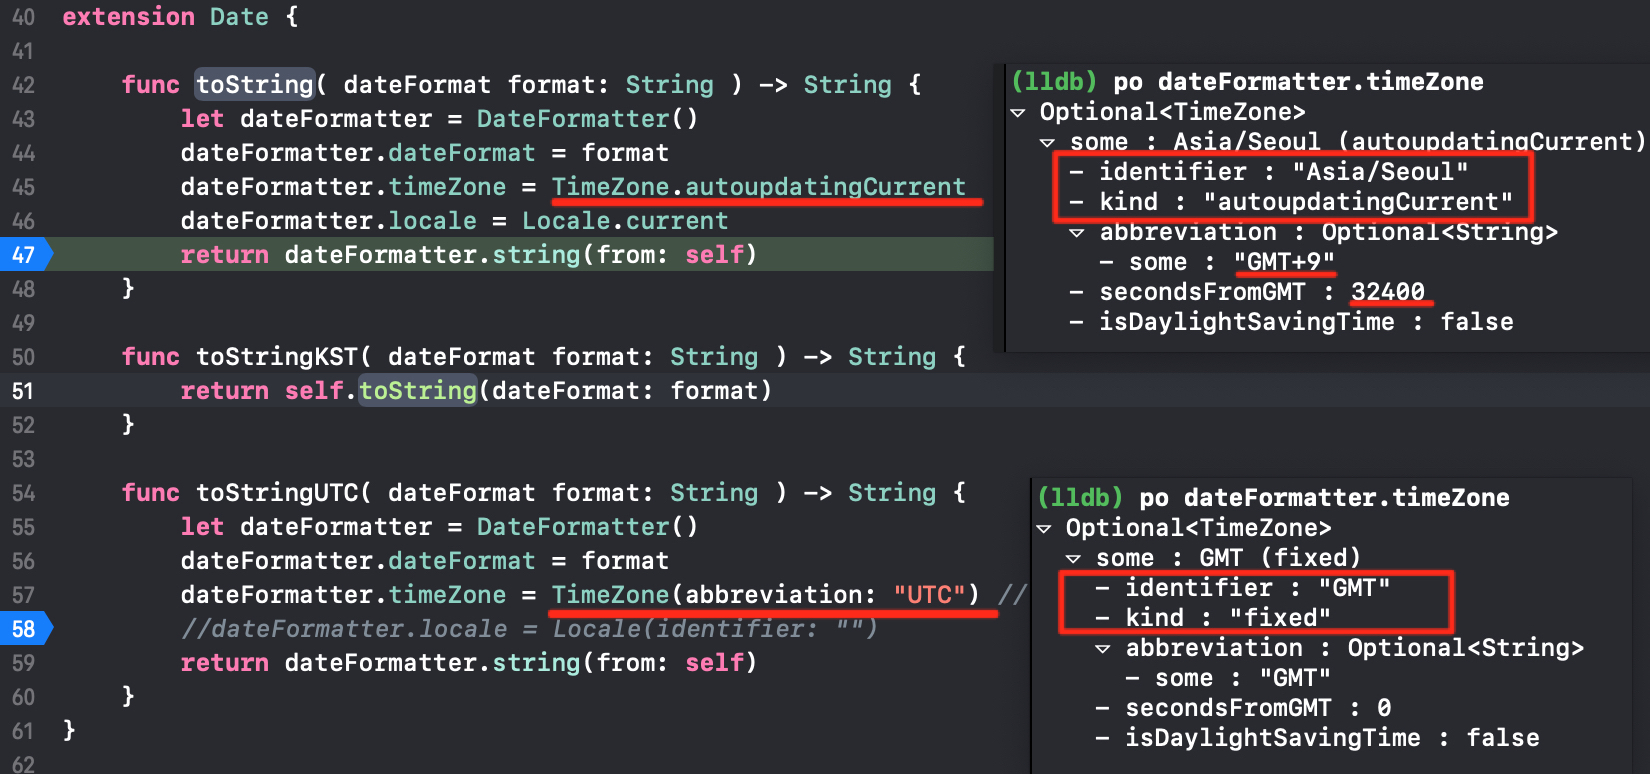 40 extension Date {
41
42 func toString( dateFormat format: String ) -> String {
43 let dateFormatter = DateFormatter()
44 dateFormatter.dateFormat = format
45 dateFormatter.timeZone = TimeZone.autoupdatingCurrent
46 dateFormatter.locale = Locale.current
47 return dateFormatter.string(from: self)
48 }
49
50 func toStringKST( dateFormat format: String ) -> String {
51 return self.toString(dateFormat: format)
52 }
53
54 func toStringUTC( dateFormat format: String ) -> String {
55 let dateFormatter = DateFormatter()
56 dateFormatter.dateFormat = format
57 dateFormatter.timeZone = TimeZone(abbreviation: "UTC") //
58 //dateFormatter.locale = Locale(identifier: "")
59 return dateFormatter.string(from: self)
60 }
61 }
62
(lldb) po dateFormatter.timeZone
▿ Optional<TimeZone>
▿ some : Asia/Seoul (autoupdatingCurrent)
- identifier : "Asia/Seoul"
- kind : "autoupdatingCurrent"
▿ abbreviation : Optional<String>
- some : "GMT+9"
- secondsFromGMT : 32400
- isDaylightSavingTime : false
(lldb) po dateFormatter.timeZone
▿ Optional<TimeZone>
▿ some : GMT (fixed)
- identifier : "GMT"
- kind : "fixed"
▿ abbreviation : Optional<String>
- some : "GMT"
- secondsFromGMT : 0
- isDaylightSavingTime : false